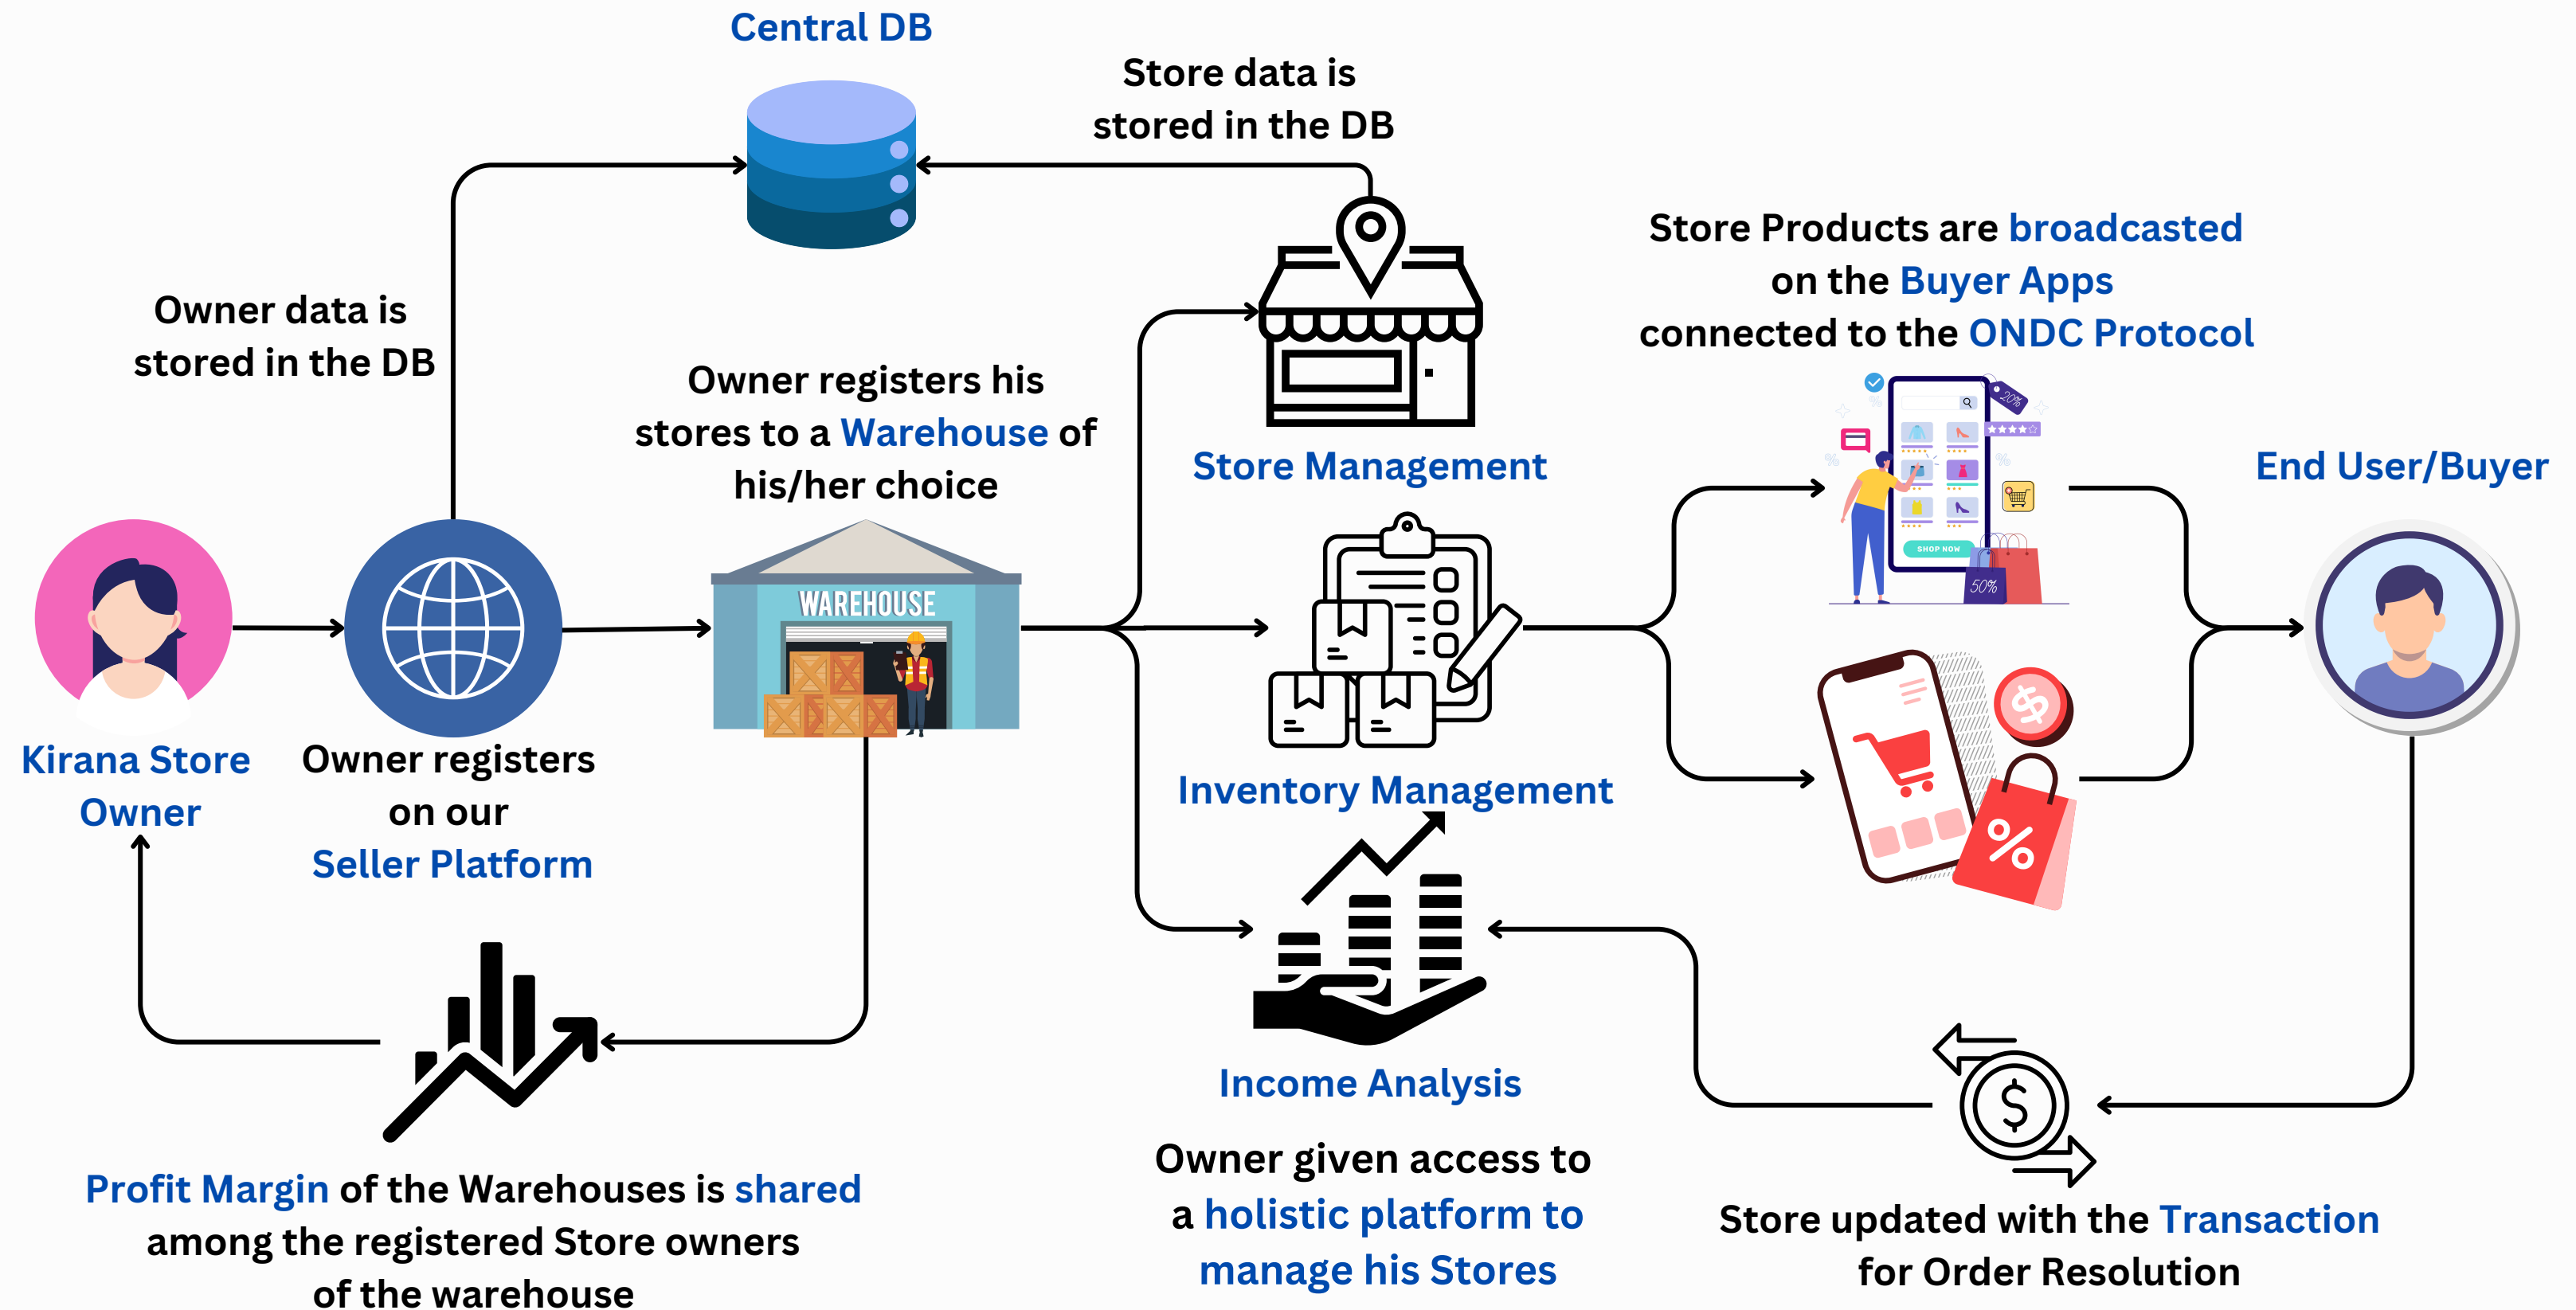 Central DB
Store data is
stored in the DB
Owner data is
stored in the DB
Owner registers his
stores to a Warehouse of
his/her choice
Store Products are broadcasted
on the Buyer Apps
connected to the ONDC Protocol
Store Management
End User/Buyer
20%
SHOP NOW
50%
WAREHOUSE
Kirana Store
Owner
Owner registers
on our
Seller Platform
Inventory Management
$
%
Income Analysis
Owner given access to
a holistic platform to
manage his Stores
$
Profit Margin of the Warehouses is shared
among the registered Store owners
of the warehouse
Store updated with the Transaction
for Order Resolution